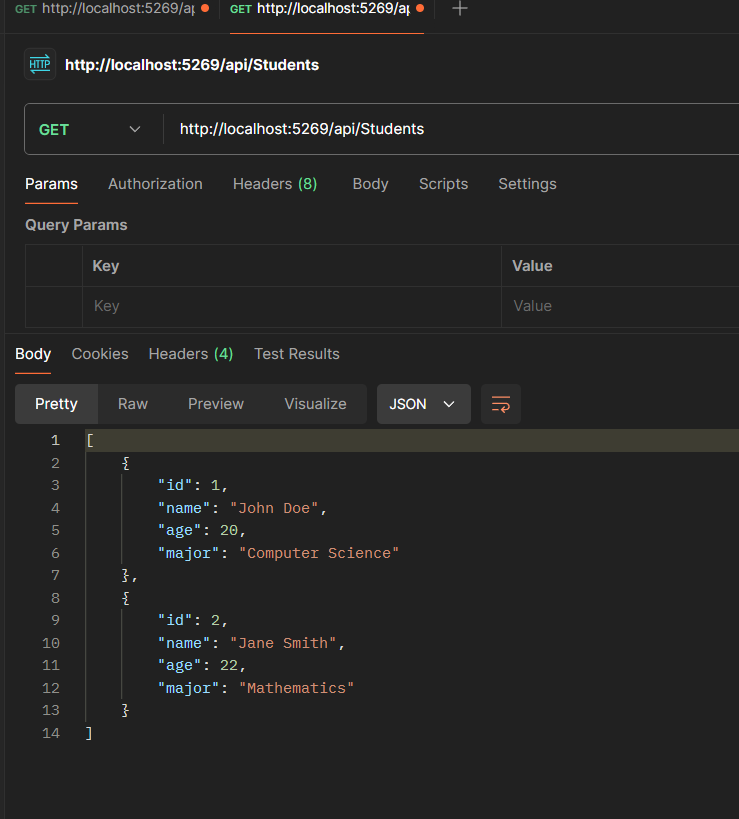 GET http://localhost:5269/ap GET http://localhost:5269/ap
HTTP http://localhost:5269/api/Students
GET http://localhost:5269/api/Students
Params Authorization Headers (8) Body Scripts Settings
Query Params
Key Value
Key Value
Body Cookies Headers (4) Test Results
Pretty Raw Preview Visualize JSON
1 [
2 {
3 "id": 1,
4 "name": "John Doe",
5 "age": 20,
6 "major": "Computer Science"
7 },
8 {
9 "id": 2,
10 "name": "Jane Smith",
11 "age": 22,
12 "major": "Mathematics"
13 }
14 ]